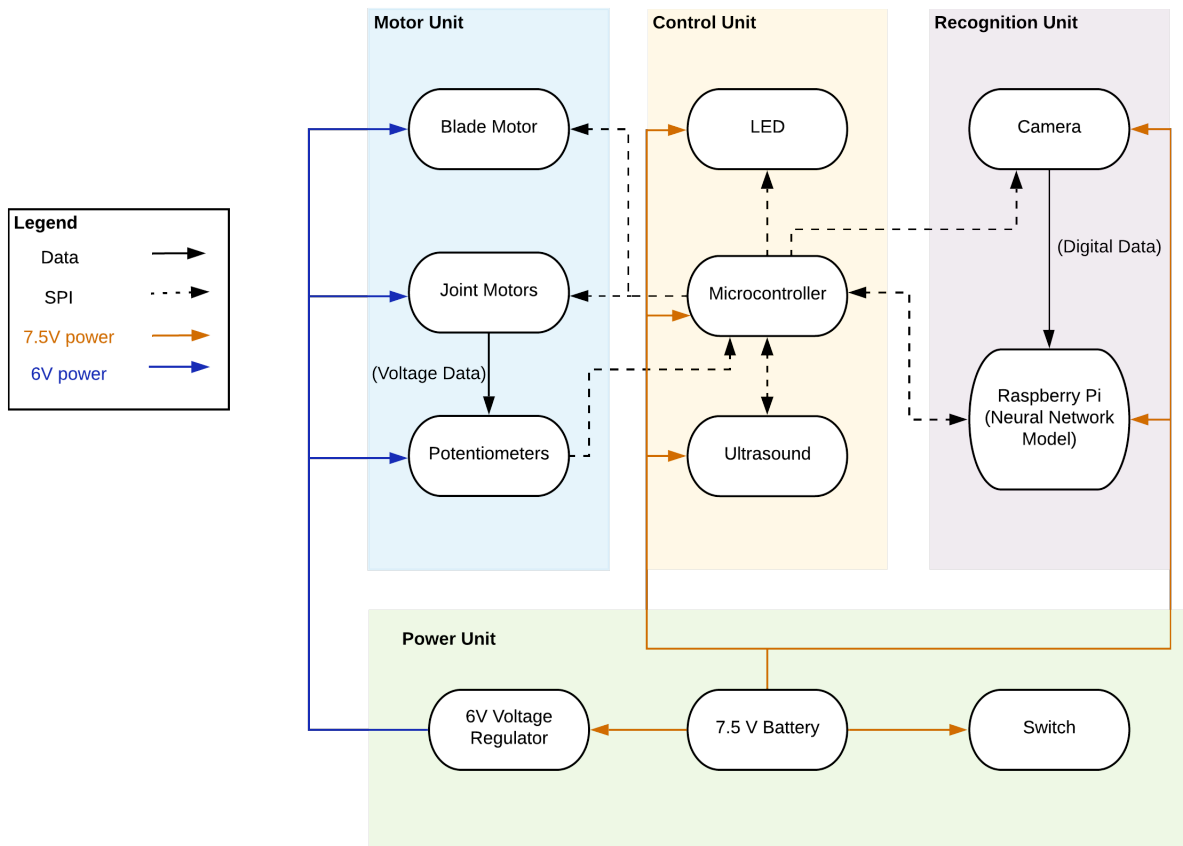 Motor Unit
Control Unit
Recognition Unit
Blade Motor
LED
Camera
Legend
Data
SPI
7.5V power
6V power
Joint Motors
Microcontroller
(Digital Data)
(Voltage Data)
Potentiometers
Ultrasound
Raspberry Pi
(Neural Network
Model)
Power Unit
6V Voltage
Regulator
7.5 V Battery
Switch